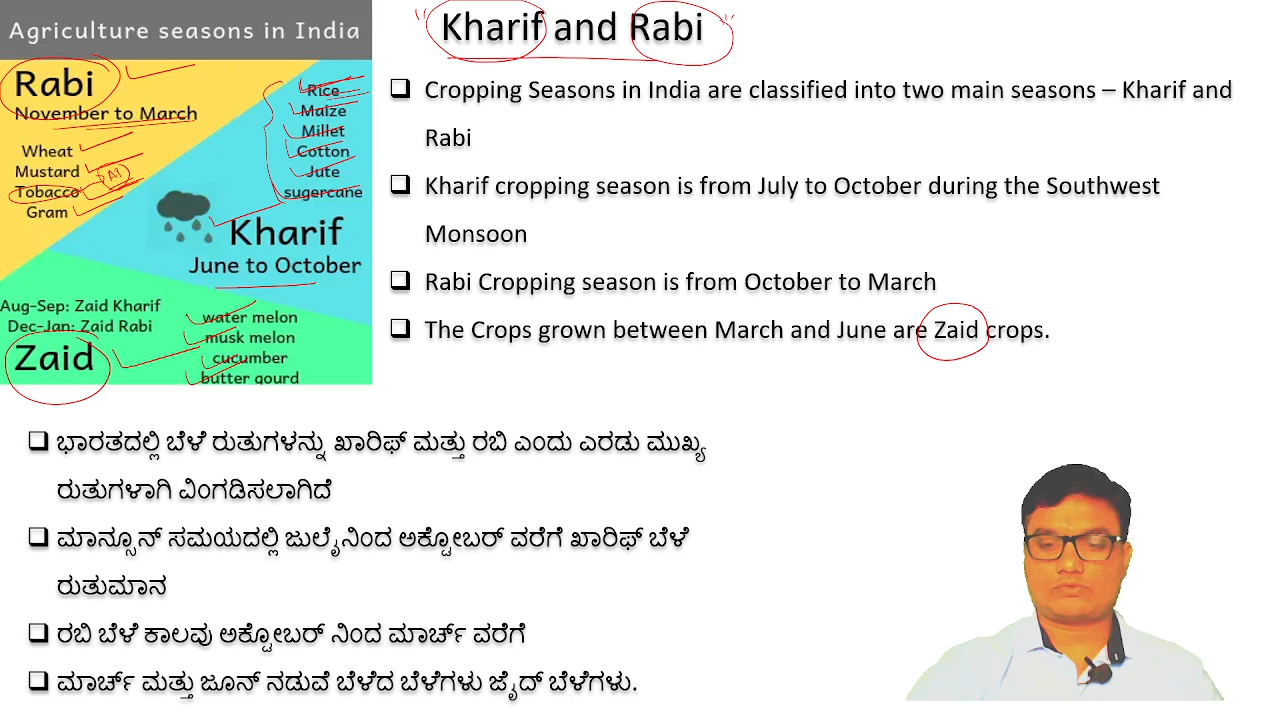 Agriculture seasons in India
Rabi
November to March
Wheat
Mustard
Tobacco
Gram
Rice
Maize
Millet
Cotton
Jute
sugercane
Kharif
June to October
Aug-Sep: Zaid Kharif
Dec-Jan: Zaid Rabi
Zaid
water melon
musk melon
cucumber
butter gourd
"Kharif and Rabi"
Cropping Seasons in India are classified into two main seasons – Kharif and
Rabi
Kharif cropping season is from July to October during the Southwest
Monsoon
Rabi Cropping season is from October to March
The Crops grown between March and June are Zaid crops.
ಭಾರತದಲ್ಲಿ ಬೆಳೆ ರುತುಗಳನ್ನು ಖಾರಿಫ್ ಮತ್ತು ರಬಿ ಎಂದು ಎರಡು ಮುಖ್ಯ
ರುತುಗಳಾಗಿ ವಿಂಗಡಿಸಲಾಗಿದೆ
ಮಾನ್ಸೂನ್ ಸಮಯದಲ್ಲಿ ಜುಲೈನಿಂದ ಅಕ್ಟೋಬರ್ ವರೆಗೆ ಖಾರಿಫ್ ಬೆಳೆ
ರುತುಮಾನ
ರಬಿ ಬೆಳೆ ಕಾಲವು ಅಕ್ಟೋಬರ್ ನಿಂದ ಮಾರ್ಚ್ ವರೆಗೆ
ಮಾರ್ಚ್ ಮತ್ತು ಜೂನ್ ನಡುವೆ ಬೆಳೆದ ಬೆಳೆಗಳು ಜೈದ್ ಬೆಳೆಗಳು.